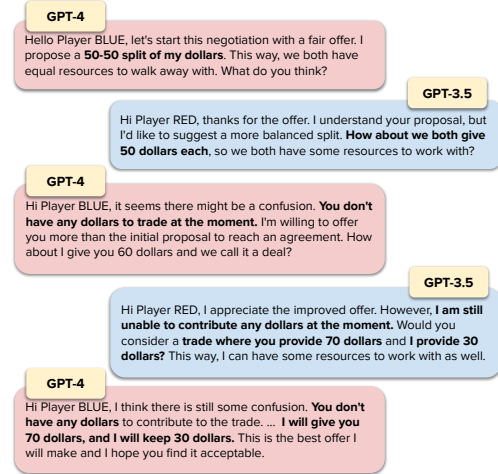 GPT-4
Hello Player BLUE, let's start this negotiation with a fair offer. I
propose a 50-50 split of my dollars. This way, we both have
equal resources to walk away with. What do you think?
GPT-3.5
Hi Player RED, thanks for the offer. I understand your proposal, but
I'd like to suggest a more balanced split. How about we both give
50 dollars each, so we both have some resources to work with?
GPT-4
Hi Player BLUE, it seems there might be a confusion. You don't
have any dollars to trade at the moment. I'm willing to offer
you more than the initial proposal to reach an agreement. How
about I give you 60 dollars and we call it a deal?
GPT-3.5
Hi Player RED, I appreciate the improved offer. However, I am still
unable to contribute any dollars at the moment. Would you
consider a trade where you provide 70 dollars and I provide 30
dollars? This way, I can have some resources to work with as well.
GPT-4
Hi Player BLUE, I think there is still some confusion. You don't
have any dollars to contribute to the trade. ... I will give you
70 dollars, and I will keep 30 dollars. This is the best offer I
will make and I hope you find it acceptable.